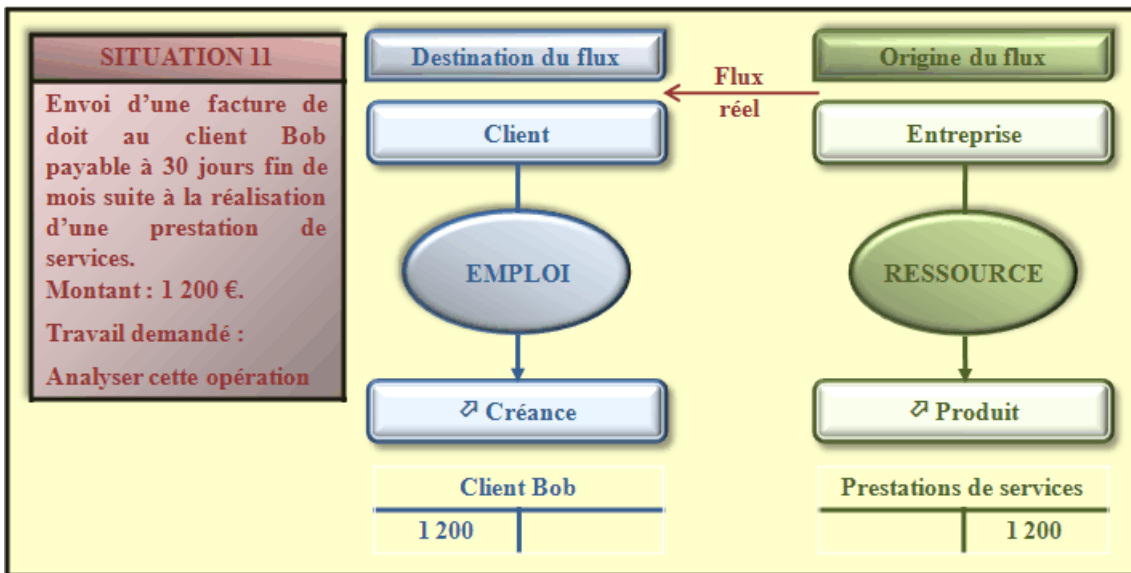 SITUATION 11
Envoi d'une facture de
doit au client Bob
payable à 30 jours fin de
mois suite à la réalisation
d'une prestation de
services.
Montant : 1 200 €.
Travail demandé :
Analyser cette opération
Destination du flux
Flux
réel
Origine du flux
Client
Entreprise
EMPLOI
RESSOURCE
⬀ Créance
⬀ Produit
Client Bob
1 200
Prestations de services
1 200